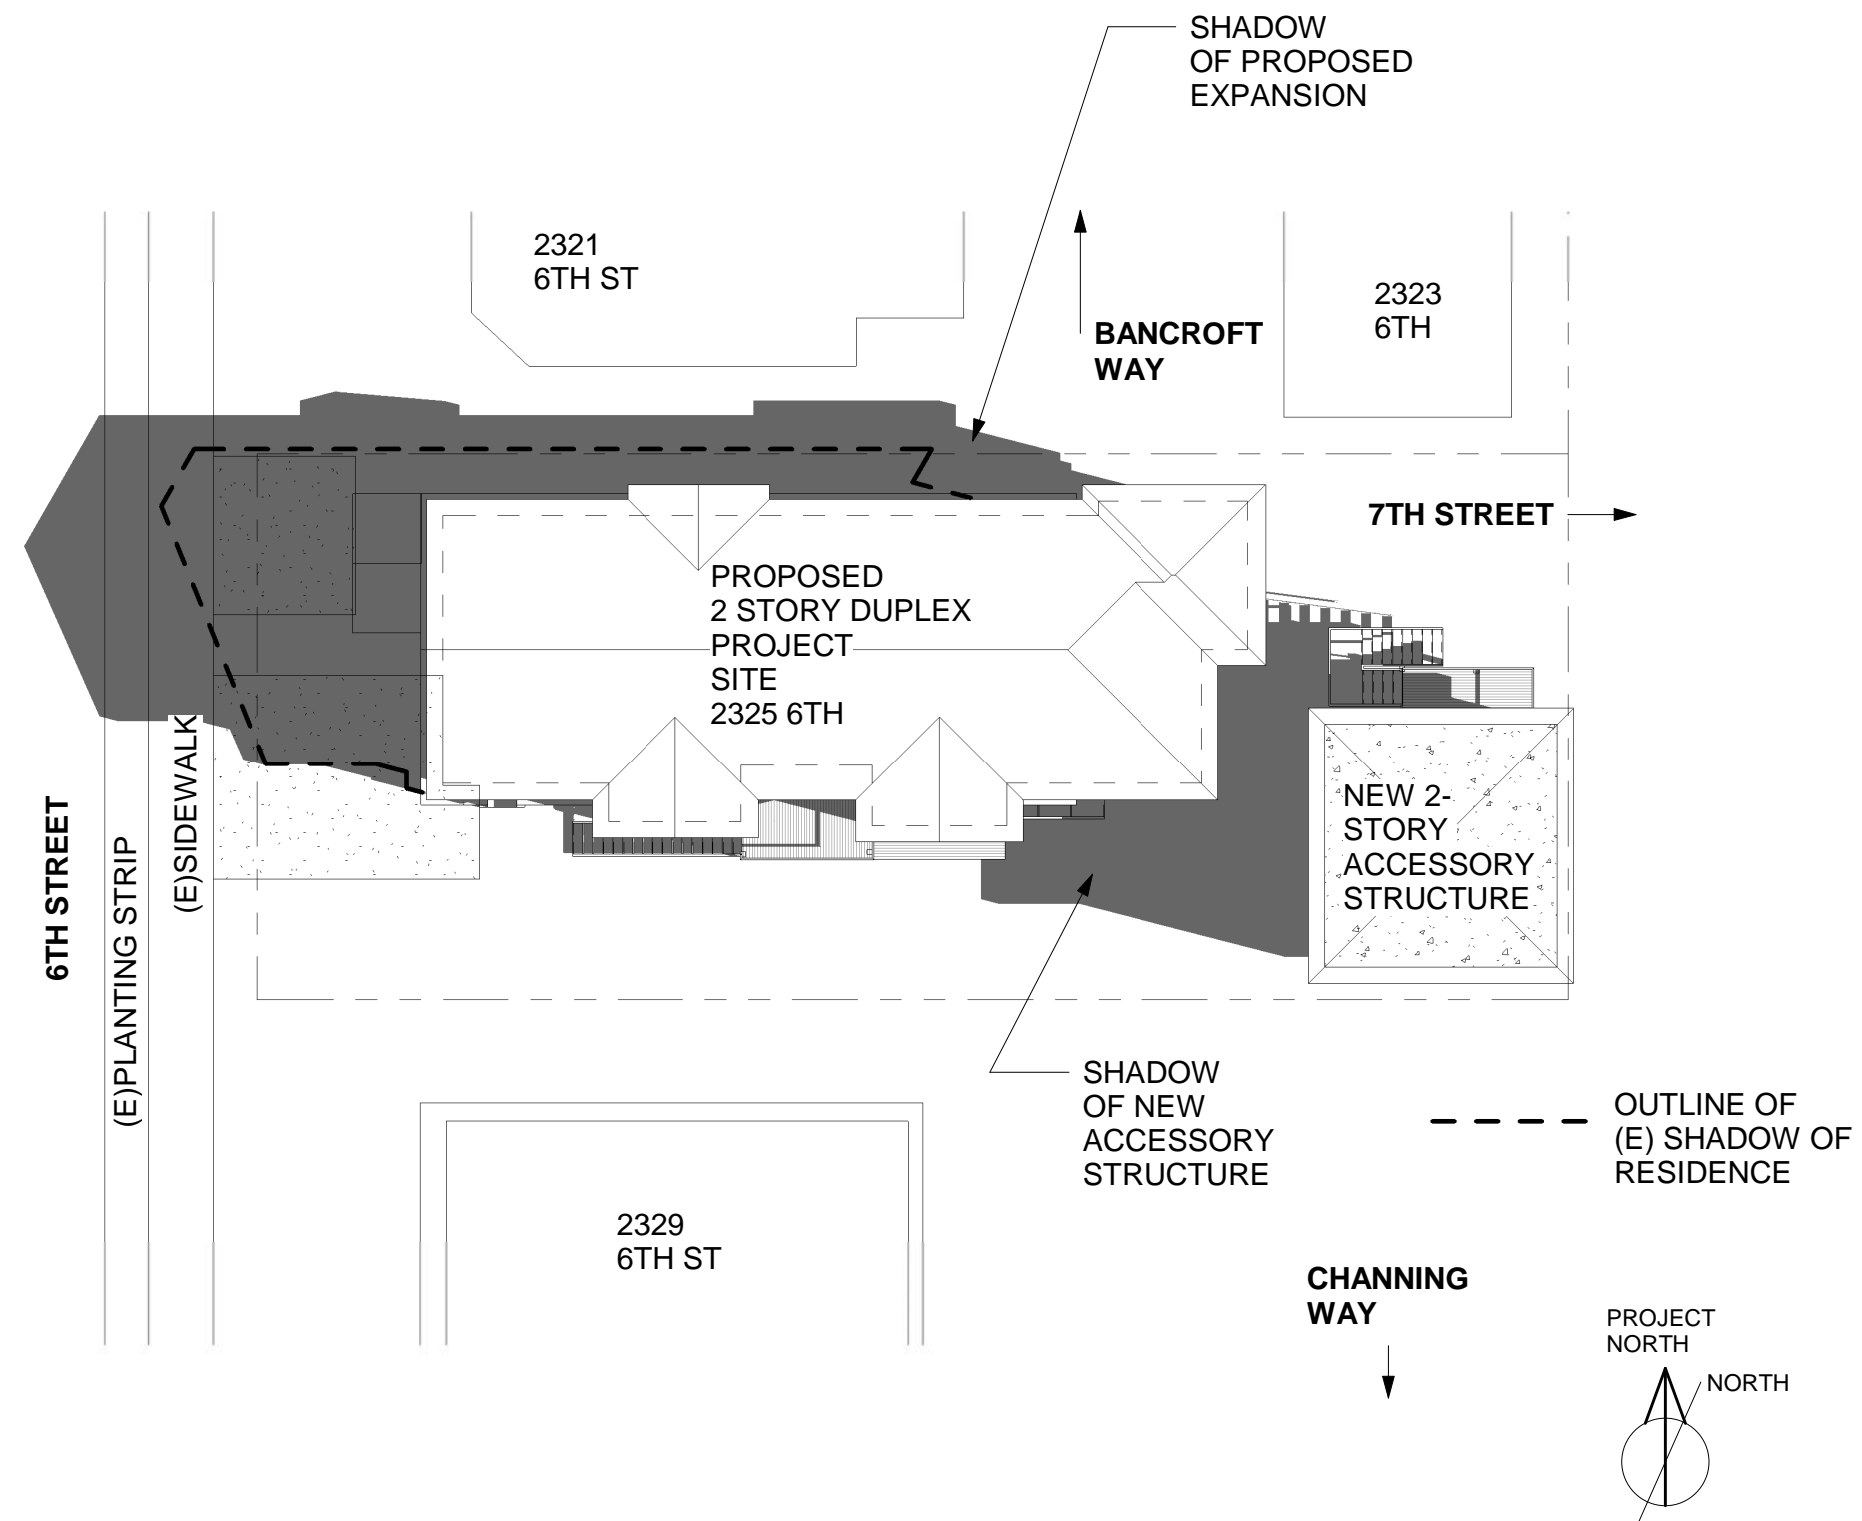 SHADOW
OF PROPOSED
EXPANSION
2321
6TH ST
2323
6TH
BANCROFT
WAY
7TH STREET
PROPOSED
2 STORY DUPLEX
PROJECT
SITE
2325 6TH
NEW 2-
STORY
ACCESSORY
STRUCTURE
6TH STREET
(E)PLANTING STRIP
(E)SIDEWALK
SHADOW
OF NEW
ACCESSORY
STRUCTURE
OUTLINE OF
(E) SHADOW OF
RESIDENCE
2329
6TH ST
CHANNING
WAY
PROJECT
NORTH
NORTH